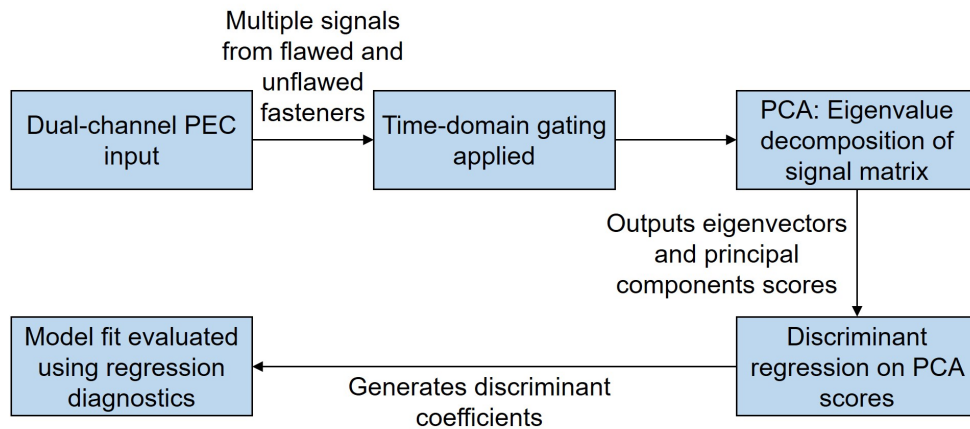 Multiple signals
from flawed and
unflawed
fasteners
Dual-channel PEC
input
Time-domain gating
applied
PCA: Eigenvalue
decomposition of
signal matrix
Outputs eigenvectors
and principal
components scores
Discriminant
regression on PCA
scores
Generates discriminant
coefficients
Model fit evaluated
using regression
diagnostics